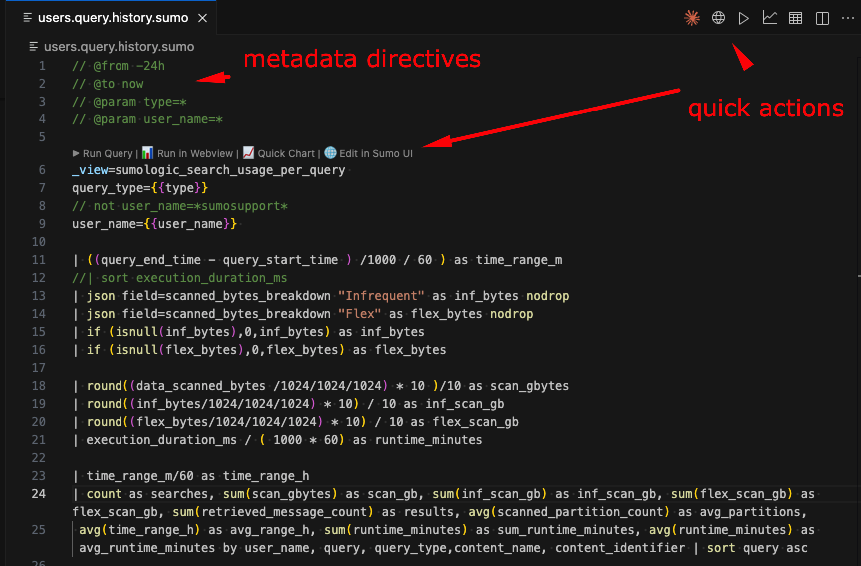 users.query.history.sumo
users.query.history.sumo
metadada directives
quick actions
1 // @from -24h
2 // @to now
3 // @param type=*
4 // @param user_name=*
5
Run Query | Run in Webview | Quick Chart | Edit in Sumo UI
6 _view=sumologic_search_usage_per_query
7 query_type={{type}}
8 // not user_name=*sumosupport*
9 user_name={{user_name}}
10
11 | ((query_end_time - query_start_time ) /1000 / 60 ) as time_range_m
12 //| sort execution_duration_ms
13 | json field=scanned_bytes_breakdown "Infrequent" as inf_bytes nodrop
14 | json field=scanned_bytes_breakdown "Flex" as flex_bytes nodrop
15 | if (isnull(inf_bytes),0,inf_bytes) as inf_bytes
16 | if (isnull(flex_bytes),0,flex_bytes) as flex_bytes
17
18 | round((data_scanned_bytes /1024/1024/1024) * 10 )/10 as scan_gbytes
19 | round((inf_bytes/1024/1024/1024) * 10) / 10 as inf_scan_gb
20 | round((flex_bytes/1024/1024/1024) * 10) / 10 as flex_scan_gb
21 | execution_duration_ms / ( 1000 * 60) as runtime_minutes
22
23 | time_range_m/60 as time_range_h
24 | count as searches, sum(scan_gbytes) as scan_gb, sum(inf_scan_gb) as inf_scan_gb, sum(flex_scan_gb) as
flex_scan_gb, sum(retrieved_message_count) as results, avg(scanned_partition_count) as avg_partitions,
25 avg(time_range_h) as avg_range_h, sum(runtime_minutes) as sum_runtime_minutes, avg(runtime_minutes) as
avg_runtime_minutes by user_name, query, query_type,content_name, content_identifier | sort query asc
26